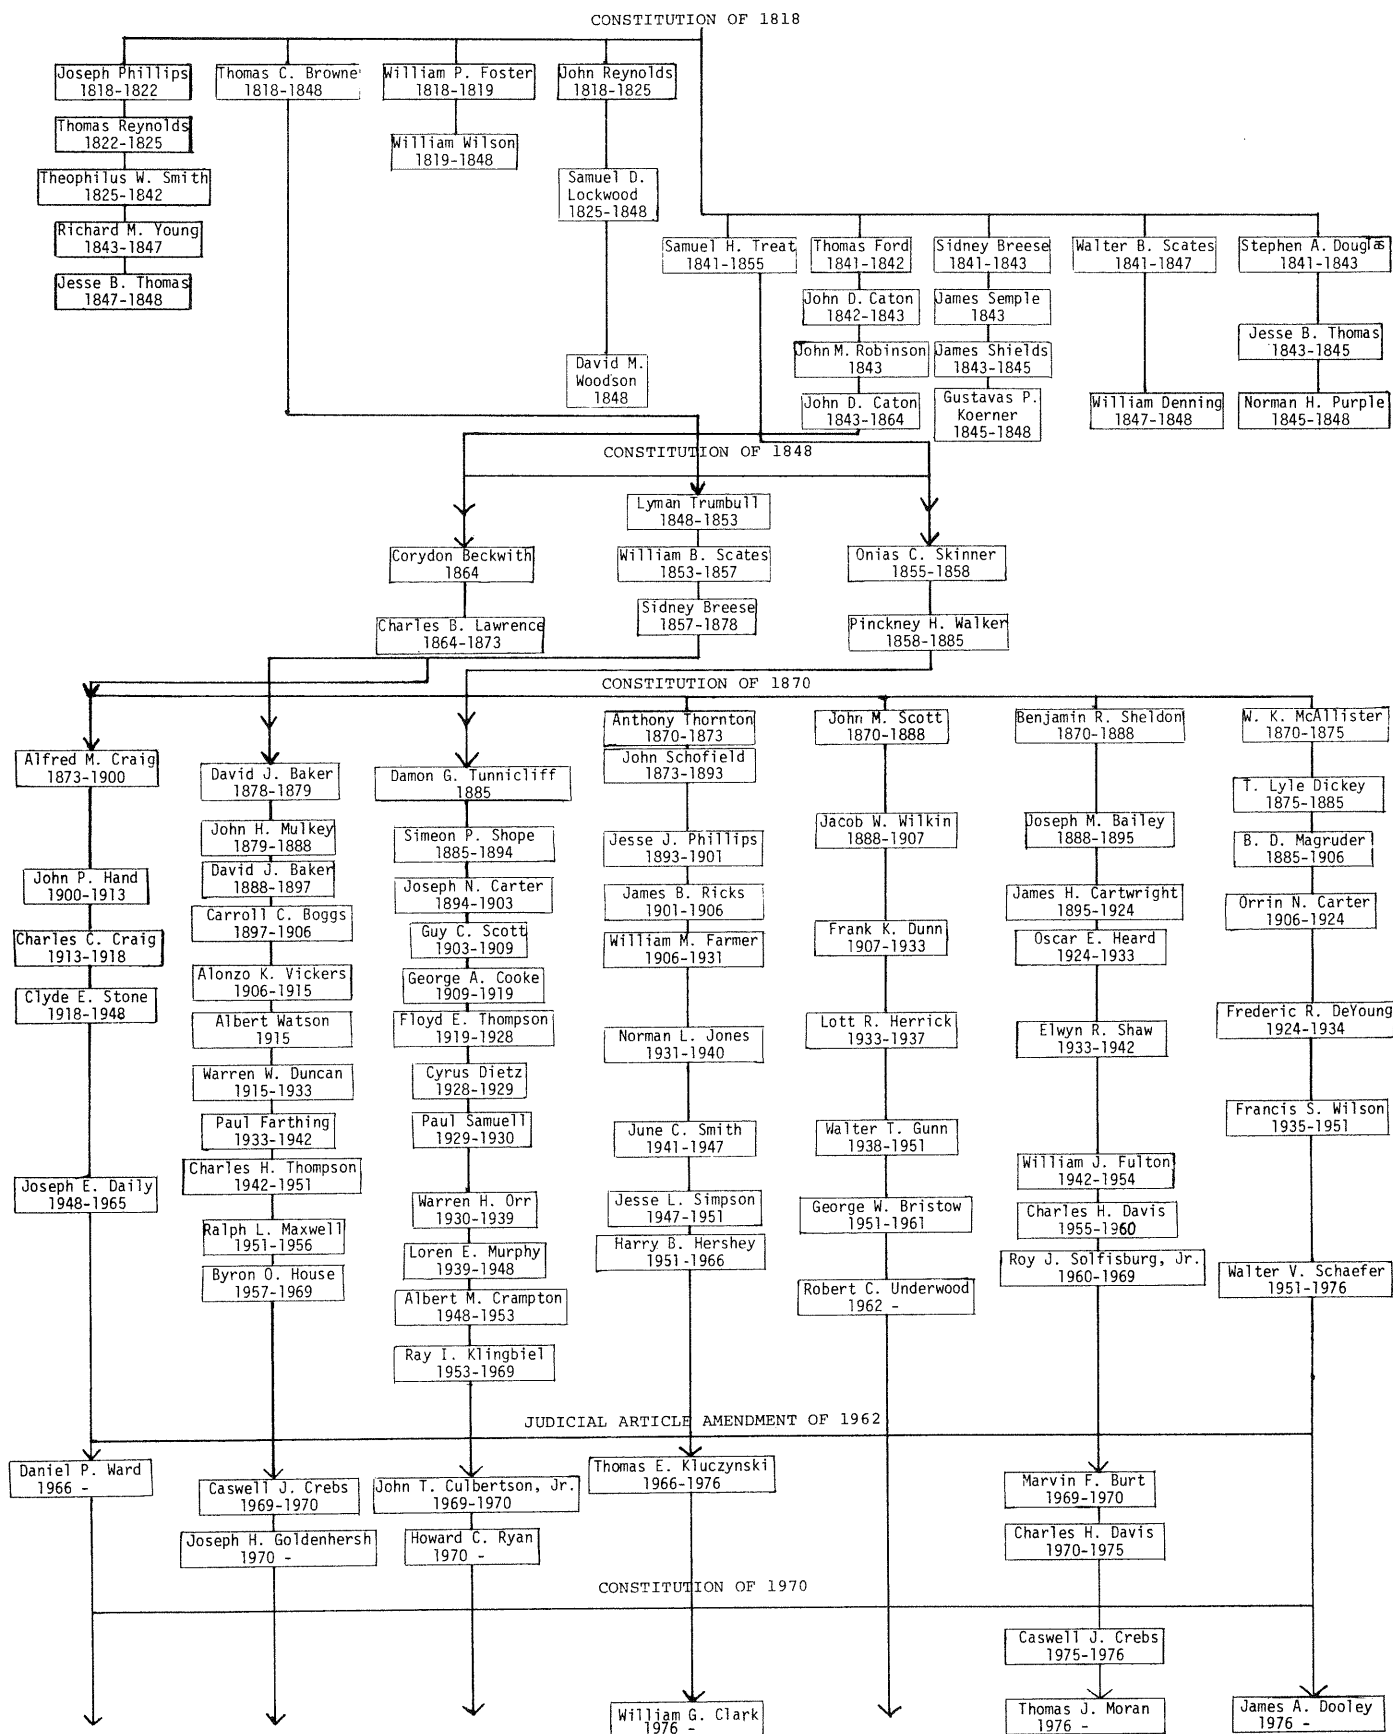 CONSTITUTION OF 1818
Joseph Phillips
1818-1822
Thomas C. Browne
1818-1848
William P. Foster
1818-1819
John Reynolds
1818-1825
Thomas Reynolds
1822-1825
William Wilson
1819-1848
Theophilus W. Smith
1825-1842
Samuel D.
Lockwood
1825-1848
Richard M. Young
1843-1847
Jesse B. Thomas
1847-1848
Samuel H. Treat
1841-1855
Thomas Ford
1841-1842
Sidney Breese
1841-1843
Walter B. Scates
1841-1847
Stephen A. Douglas
1841-1843
John D. Caton
1842-1843
James Semple
1843
Jesse B. Thomas
1843-1845
John M. Robinson
1843
James Shields
1843-1845
David M.
Woodson
1848
John D. Caton
1843-1864
Gustavas P.
Koerner
1845-1848
William Denning
1847-1848
Norman H. Purple
1845-1848
CONSTITUTION OF 1848
Lyman Trumbull
1848-1853
Corydon Beckwith
1864
William B. Scates
1853-1857
Onias C. Skinner
1855-1858
Charles B. Lawrence
1864-1873
Sidney Breese
1857-1878
Pinckney H. Walker
1858-1885
CONSTITUTION OF 1870
Alfred M. Craig
1873-1900
John P. Hand
1900-1913
Charles C. Craig
1913-1918
Clyde E. Stone
1918-1948
Joseph E. Daily
1948-1965
David J. Baker
1878-1879
John H. Mulkey
1879-1888
David J. Baker
1888-1897
Carroll C. Boggs
1897-1906
Alonzo K. Vickers
1906-1915
Albert Watson
1915
Warren W. Duncan
1915-1933
Paul Farthing
1933-1942
Charles H. Thompson
1942-1951
Ralph L. Maxwell
1951-1956
Byron O. House
1957-1969
Damon G. Tunnicliff
1885
Simeon P. Shope
1885-1894
Joseph N. Carter
1894-1903
Guy C. Scott
1903-1909
George A. Cooke
1909-1919
Floyd E. Thompson
1919-1928
Cyrus Dietz
1928-1929
Paul Samuell
1929-1930
Warren H. Orr
1930-1939
Loren E. Murphy
1939-1948
Albert M. Crampton
1948-1953
Ray I. Klingbiel
1953-1969
Anthony Thornton
1870-1873
John Schofield
1873-1893
Jesse J. Phillips
1893-1901
James B. Ricks
1901-1906
William M. Farmer
1906-1931
Norman L. Jones
1931-1940
June C. Smith
1941-1947
Jesse L. Simpson
1947-1951
Harry B. Hershey
1951-1966
John M. Scott
1870-1888
Jacob W. Wilkin
1888-1907
Frank K. Dunn
1907-1933
Lott R. Herrick
1933-1937
Walter T. Gunn
1938-1951
George W. Bristow
1951-1961
Robert C. Underwood
1962 -
Benjamin R. Sheldon
1870-1888
Joseph M. Bailey
1888-1895
James H. Cartwright
1895-1924
Oscar E. Heard
1924-1933
Elwyn R. Shaw
1933-1942
William J. Fulton
1942-1954
Charles H. Davis
1955-1960
Roy J. Solfisburg, Jr.
1960-1969
W. K. McAllister
1870-1875
T. Lyle Dickey
1875-1885
B. D. Magruder
1885-1906
Orrin N. Carter
1906-1924
Frederic R. DeYoung
1924-1934
Francis S. Wilson
1935-1951
Walter V. Schaefer
1951-1976
JUDICIAL ARTICLE AMENDMENT OF 1962
Daniel P. Ward
1966 -
Caswell J. Crebs
1969-1970
John T. Culbertson, Jr.
1969-1970
Thomas E. Kluczynski
1966-1976
Marvin F. Burt
1969-1970
Joseph H. Goldenhersh
1970 -
Howard C. Ryan
1970 -
Charles H. Davis
1970-1975
CONSTITUTION OF 1970
Caswell J. Crebs
1975-1976
William G. Clark
1976 -
Thomas J. Moran
1976 -
James A. Dooley
1976 -